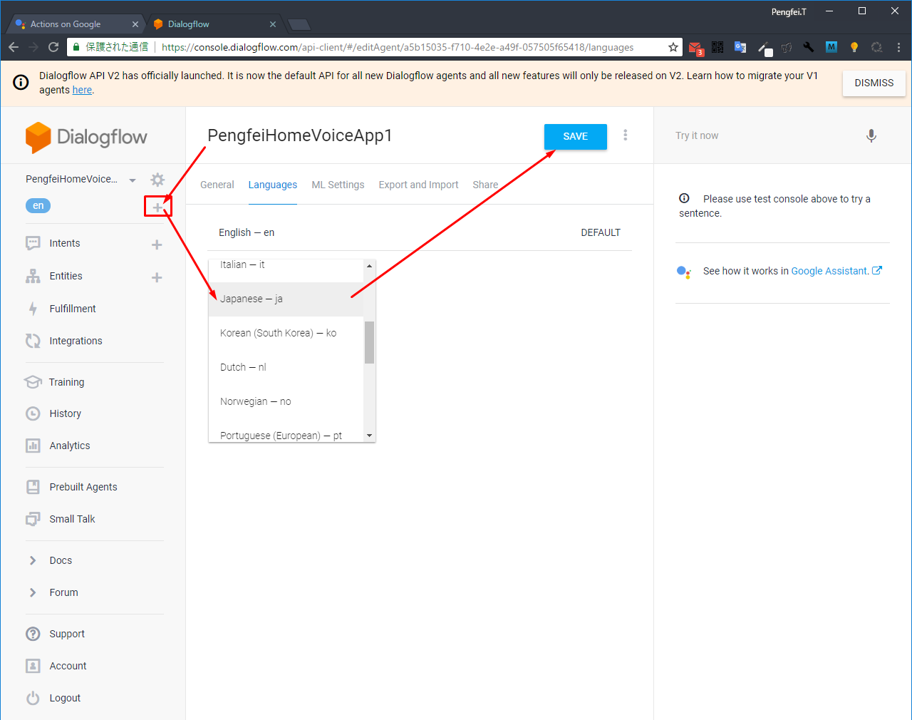 Pengfei.T
Actions on Google
Dialogflow
保護された通信
https://console.dialogflow.com/api-client/#/editAgent/a5b15035-f710-4e2e-a49f-057505f65418/languages
3
M
Dialogflow API V2 has officially launched. It is now the default API for all new Dialogflow agents and all new features will only be released on V2. Learn how to migrate your V1
agents here.
DISMISS
Dialogflow
PengfeiHomeVoiceApp1
SAVE
Try it now
PengfeiHomeVoice...
en
General
Languages
ML Settings
Export and Import
Share
Please use test console above to try a
sentence.
English — en
DEFAULT
Intents
Entities
Fulfillment
Integrations
Training
History
Analytics
Prebuilt Agents
Small Talk
Docs
Forum
Support
Account
Logout
Italian — it
Japanese — ja
Korean (South Korea) — ko
Dutch — nl
Norwegian — no
Portuguese (European) — pt
See how it works in Google Assistant.